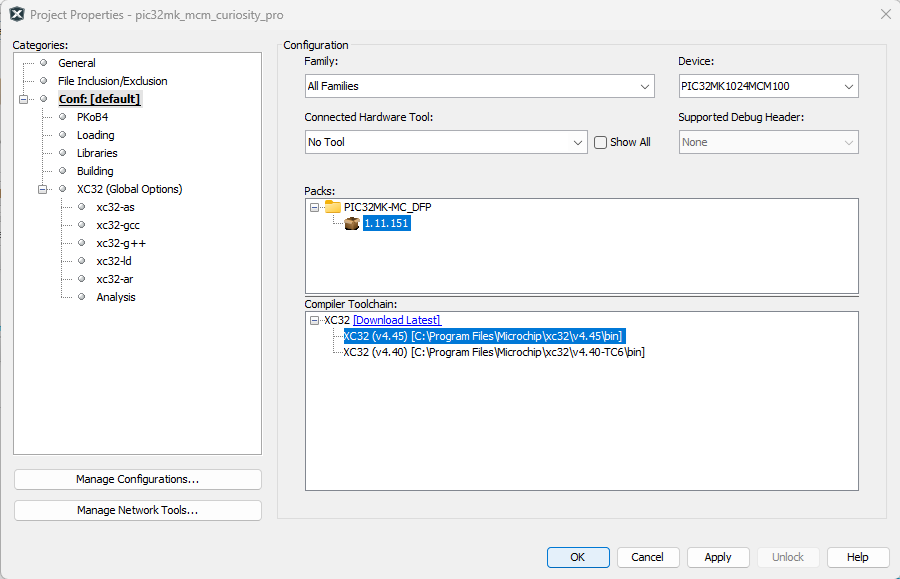 Project Properties - pic32mk_mcm_curiosity_pro
Categories:
General
File Inclusion/Exclusion
Conf: [default]
PKoB4
Loading
Libraries
Building
XC32 (Global Options)
xc32-as
xc32-gcc
xc32-g++
xc32-ld
xc32-ar
Analysis
Manage Configurations...
Manage Network Tools...
Configuration
Family:
Device:
All Families
PIC32MK1024MCM100
Connected Hardware Tool:
Supported Debug Header:
No Tool
Show All
None
Packs:
PIC32MK-MC_DFP
1.11.151
Compiler Toolchain:
XC32 [Download Latest]
XC32 (v4.45) [C:\Program Files\Microchip\xc32\v4.45\bin]
XC32 (v4.40) [C:\Program Files\Microchip\xc32\v4.40-TC6\bin]
OK
Cancel
Apply
Unlock
Help